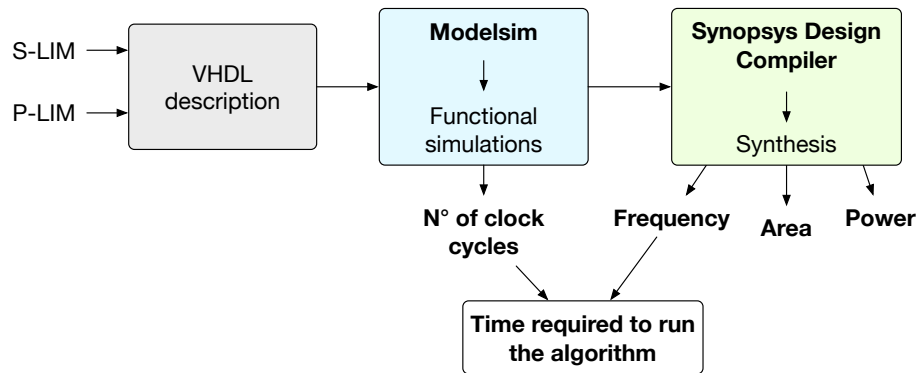 S-LIM
P-LIM
VHDL
description
Modelsim
Functional
simulations
Synopsys Design
Compiler
Synthesis
N° of clock
cycles
Frequency
Area
Power
Time required to run
the algorithm